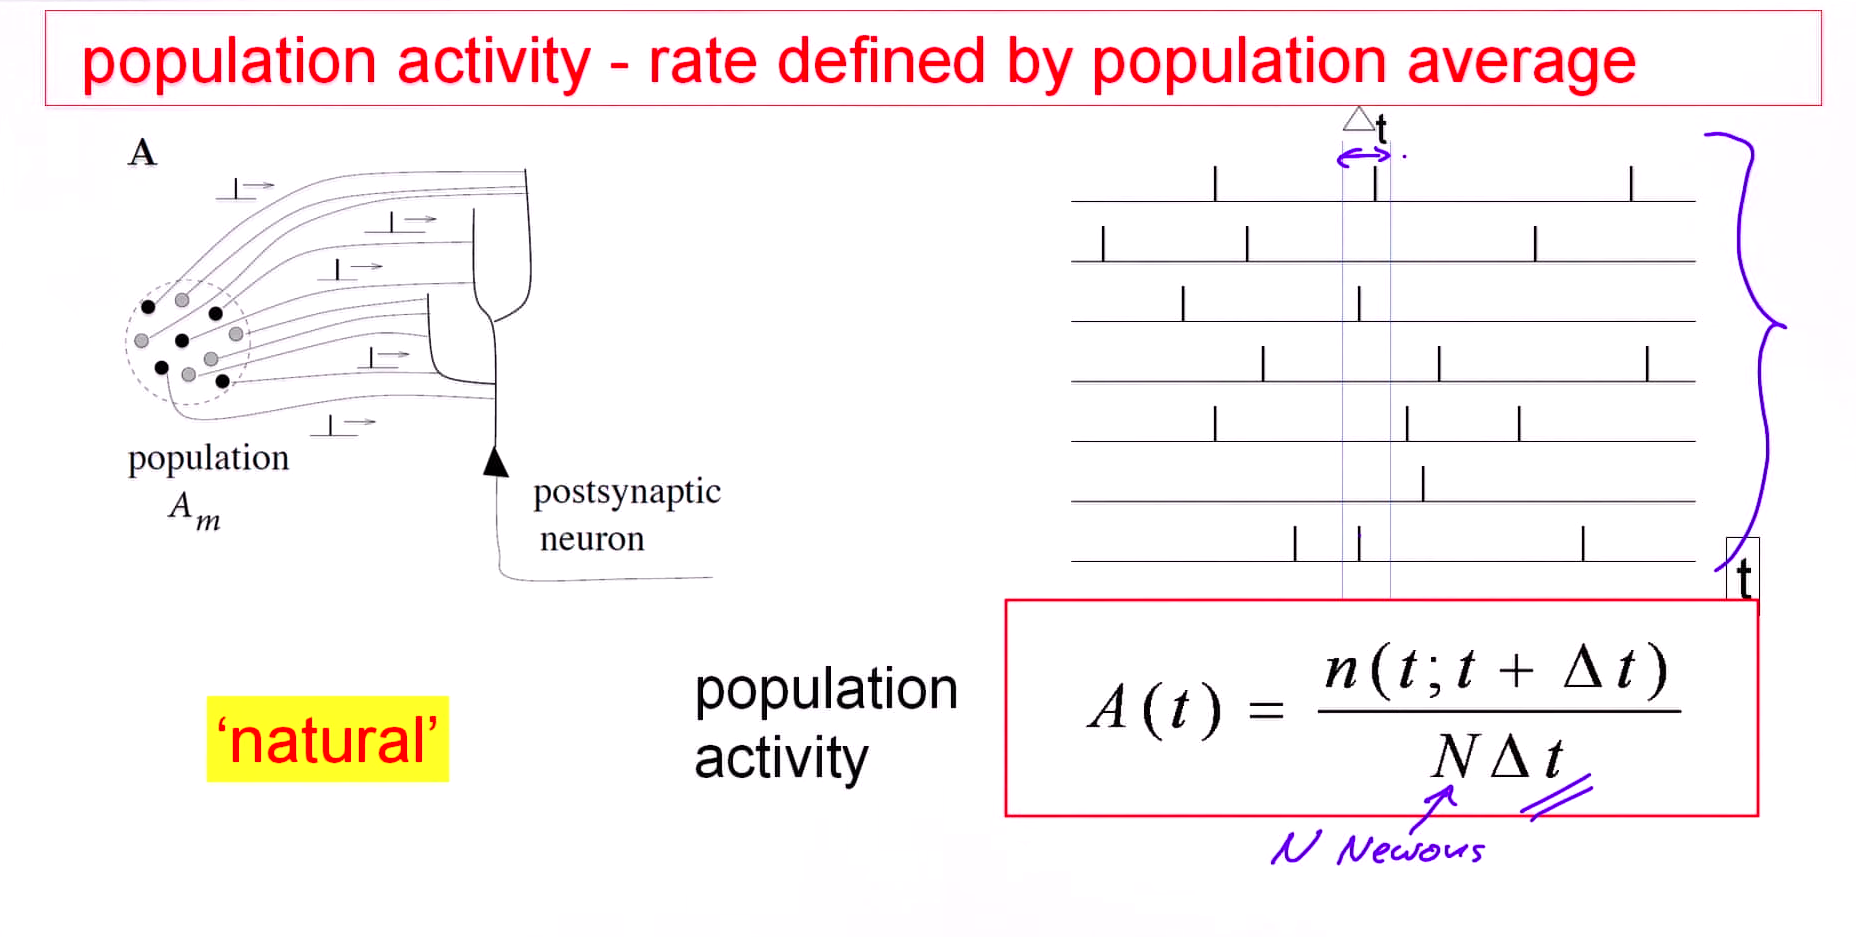 population activity - rate defined by population average
A
population
A_m
postsynaptic
neuron
Δt
t
'natural'
population
activity
A(t) = n(t; t + Δt) / NΔt
N Neurons